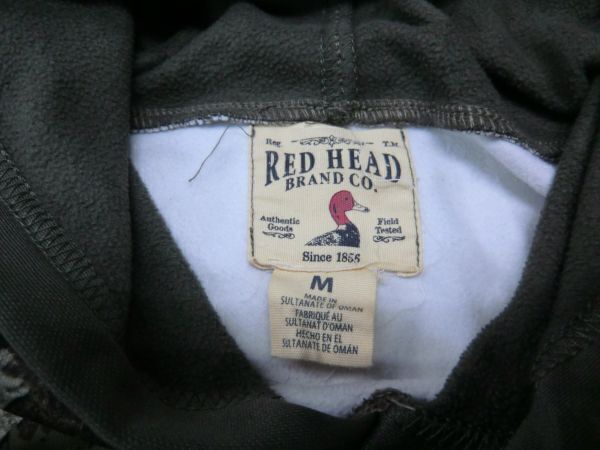 Reg. T.M.
RED HEAD
BRAND CO.
Authentic Field
Goods Tested
Since 1856
M
MADE IN
SULTANATE OF OMAN
FABRIQUÉ AU
SULTANAT D'OMAN
HECHO EN EL
SULTANATE DE OMÁN